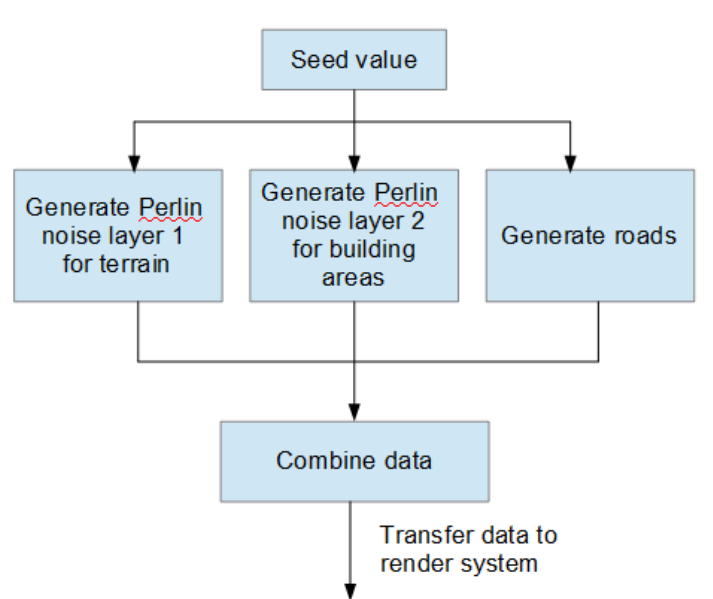 Seed value
Generate Perlin
noise layer 1
for terrain
Generate Perlin
noise layer 2
for building
areas
Generate roads
Combine data
Transfer data to
render system